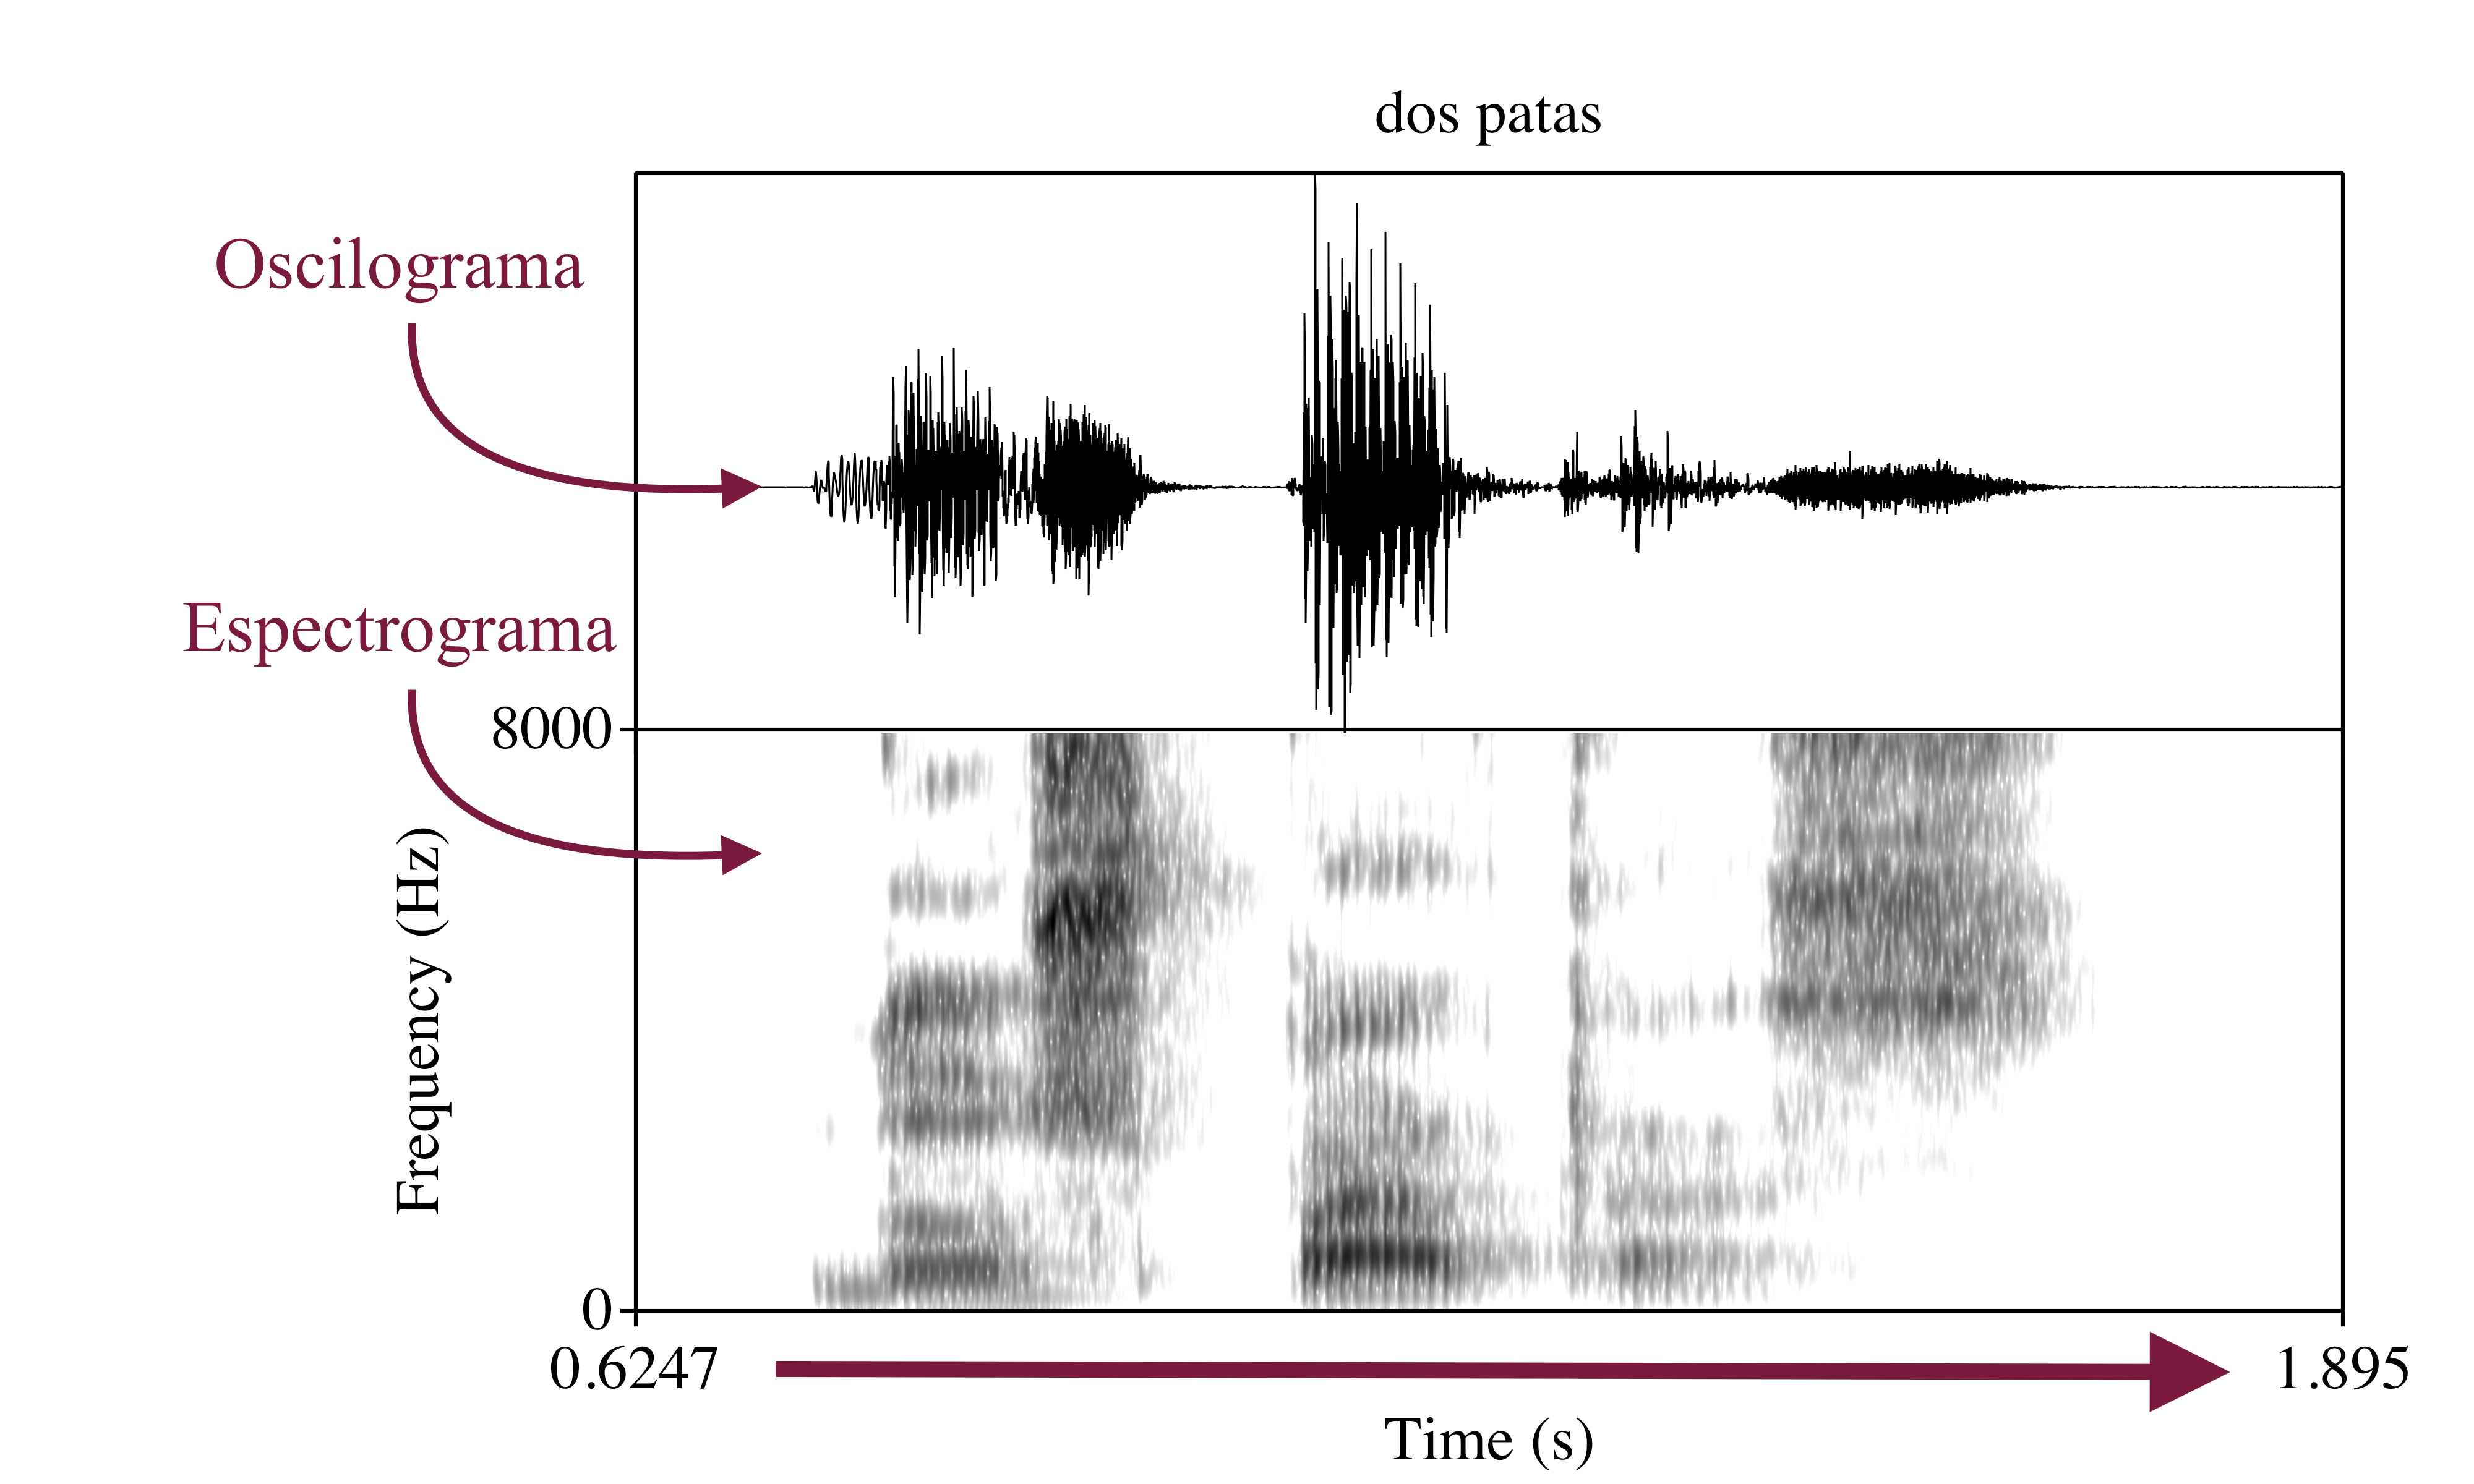 dos patas
Oscilograma
Espectrograma
8000
Frequency (Hz)
0
0.6247
1.895
Time (s)